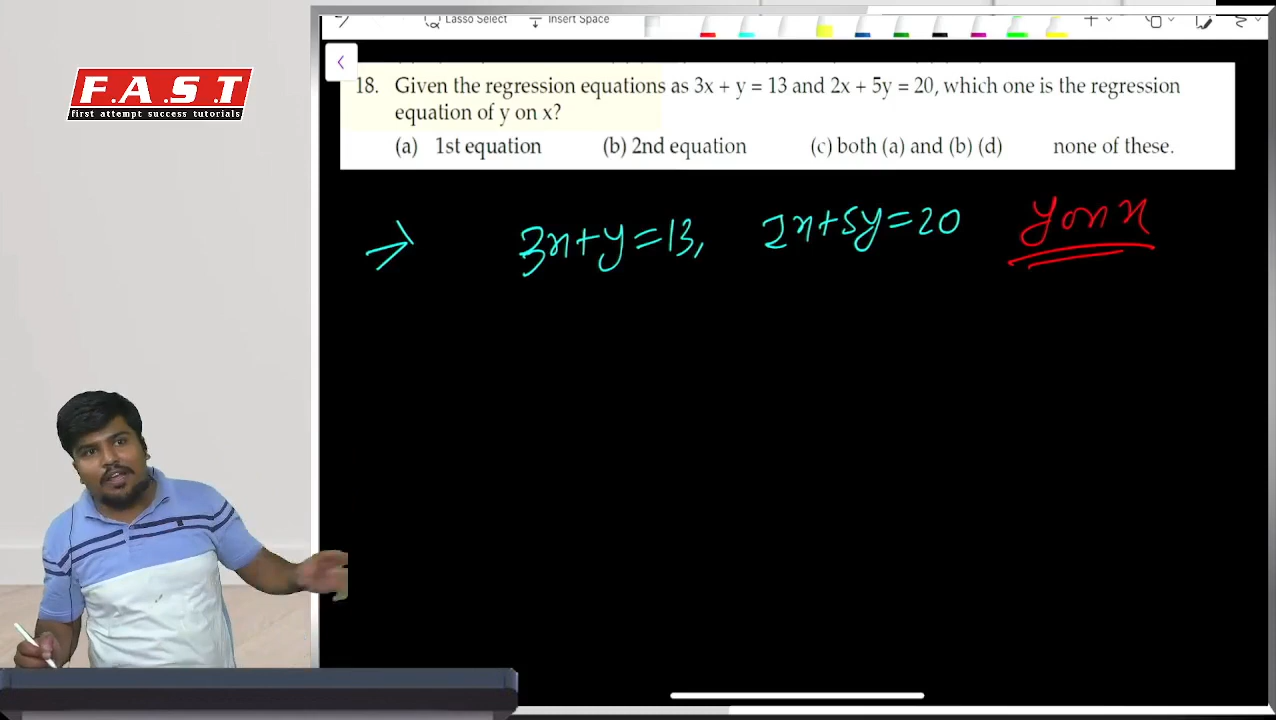 Lasso Select Insert Space
F.A.S.T
first attempt success tutorials
18. Given the regression equations as 3x + y = 13 and 2x + 5y = 20, which one is the regression
equation of y on x?
(a) 1st equation (b) 2nd equation (c) both (a) and (b) (d) none of these.
→ 3x+y=13, 2x+5y=20 y on x